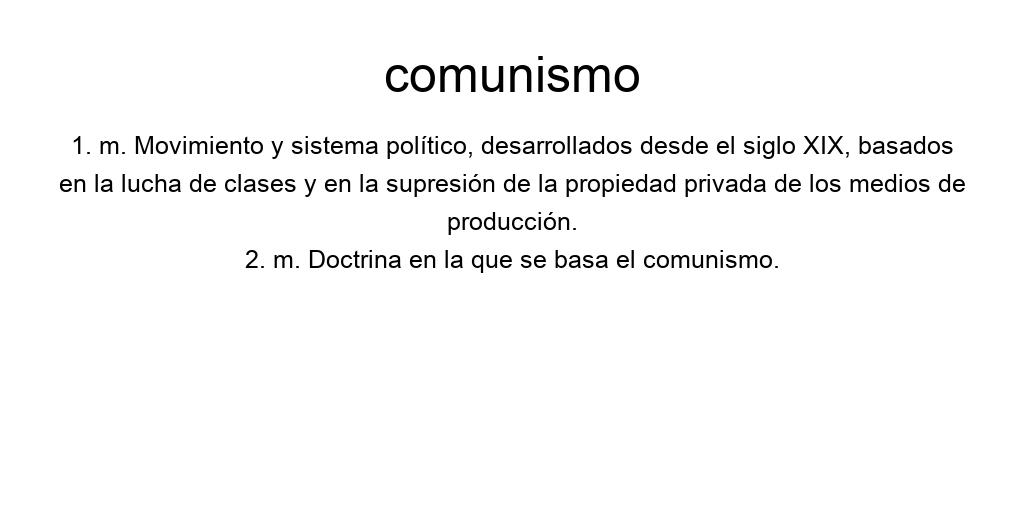 comunismo
1. m. Movimiento y sistema político, desarrollados desde el siglo XIX, basados
en la lucha de clases y en la supresión de la propiedad privada de los medios de
producción.
2. m. Doctrina en la que se basa el comunismo.